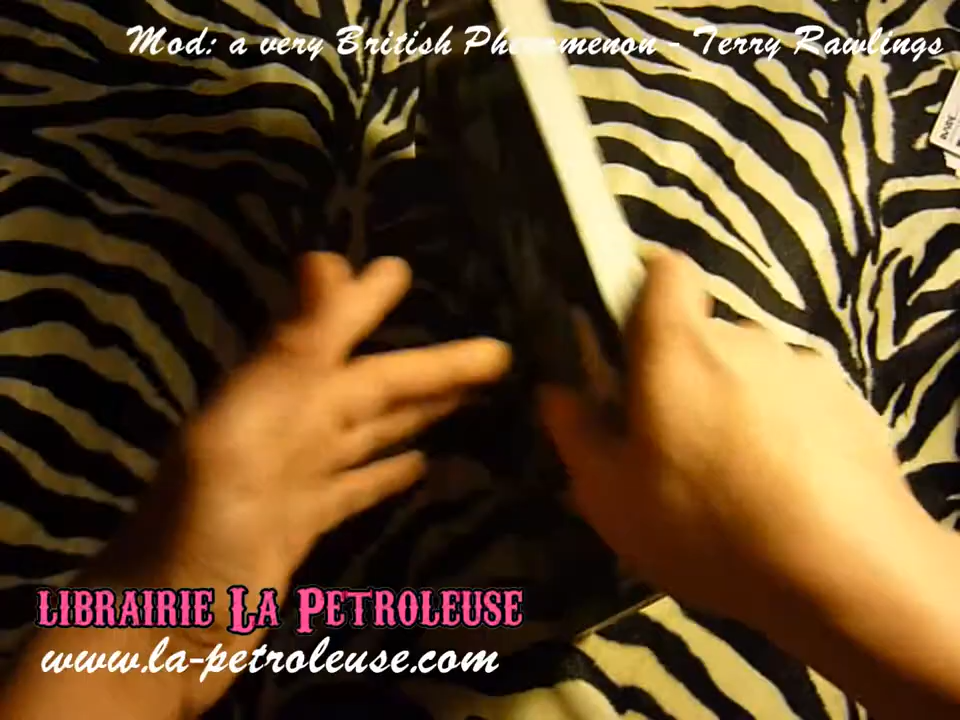 Mod: a very British Phenomenon - Terry Rawlings
LIBRAIRIE LA PETROLEUSE
www.la-petroleuse.com